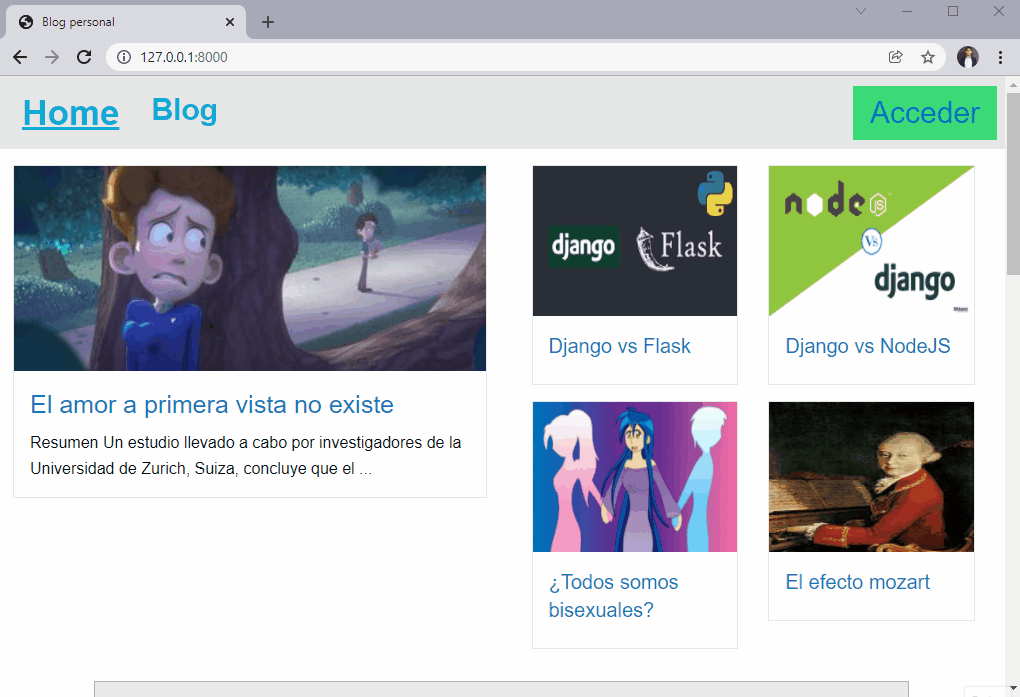 Blog personal
127.0.0.1:8000
Home Blog Acceder
django Flask
node JS
Vs
django
El amor a primera vista no existe
Resumen Un estudio llevado a cabo por investigadores de la
Universidad de Zurich, Suiza, concluye que el ...
Django vs Flask
Django vs NodeJS
¿Todos somos
bisexuales?
El efecto mozart